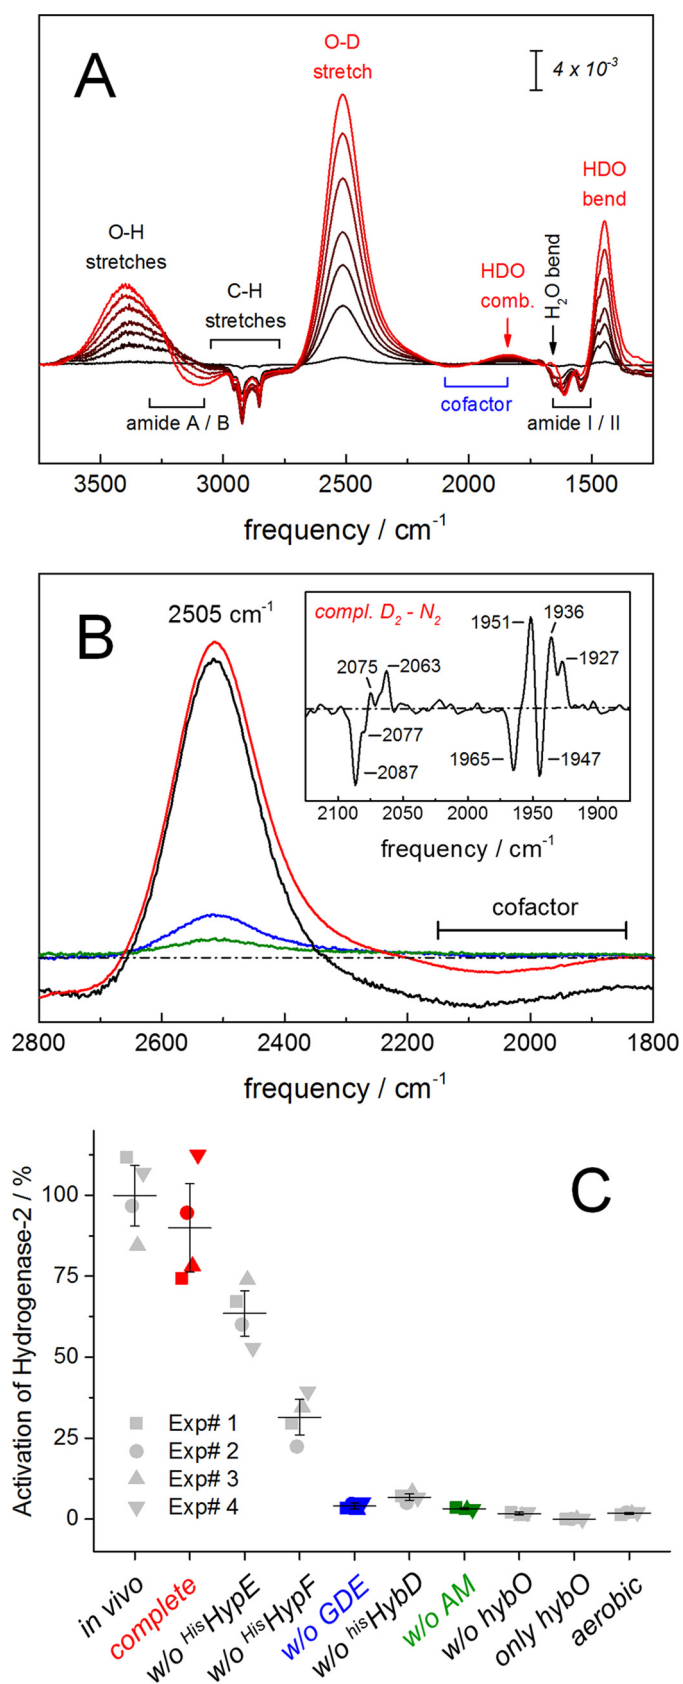 A
O-D
stretch
4 x 10⁻³
HDO
bend
O-H
stretches
C-H
stretches
HDO
comb.
H₂O bend
cofactor
amide A / B
amide I / II
3500 3000 2500 2000 1500
frequency / cm⁻¹
B
2505 cm⁻¹
compl. D₂ - N₂
1951
1936
1927
2075
2063
2077
2087
1965
1947
2100 2050 2000 1950 1900
frequency / cm⁻¹
cofactor
2800 2600 2400 2200 2000 1800
frequency / cm⁻¹
C
Activation of Hydrogenase-2 / %
100
75
50
25
0
Exp# 1
Exp# 2
Exp# 3
Exp# 4
in vivo
complete
w/o ᴴⁱˢHypE
w/o ᴴⁱˢHypF
w/o GDE
w/o ʰⁱˢHybD
w/o AM
w/o hybO
only hybO
aerobic